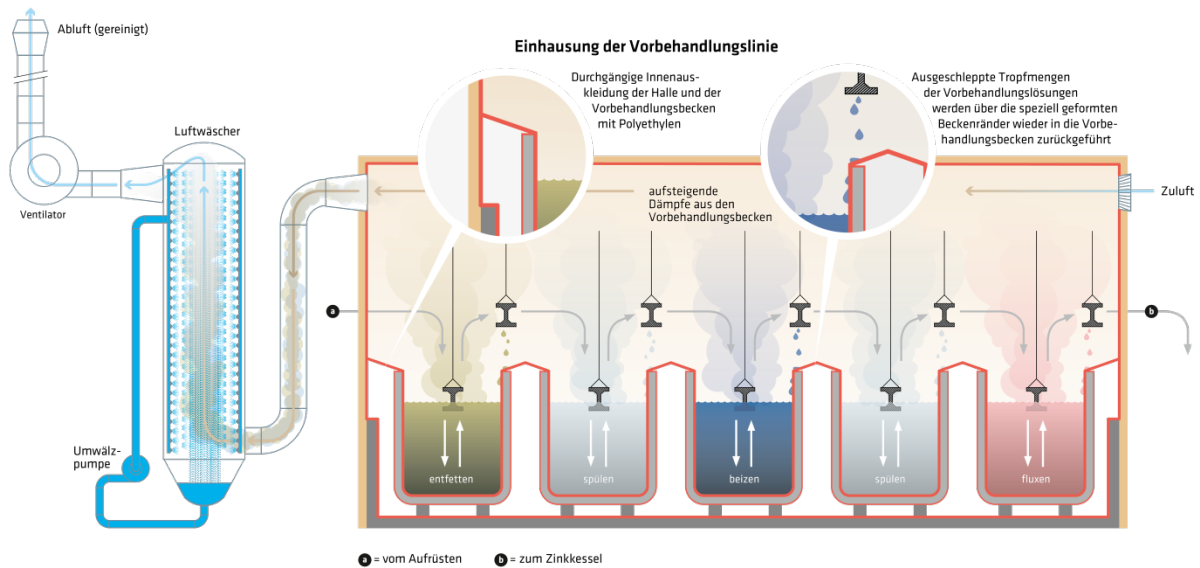 Abluft (gereinigt)
Einhausung der Vorbehandlungslinie
Durchgängige Innenaus-
kleidung der Halle und der
Vorbehandlungsbecken
mit Polyethylen
Ausgeschleppte Tropfmengen
der Vorbehandlungslösungen
werden über die speziell geformten
Beckenränder wieder in die Vorbe-
handlungsbecken zurückgeführt
Luftwäscher
Ventilator
aufsteigende
Dämpfe aus den
Vorbehandlungsbecken
Zuluft
a
b
Umwälz-
pumpe
entfetten
spülen
beizen
spülen
fluxen
a = vom Aufrüsten
b = zum Zinkkessel